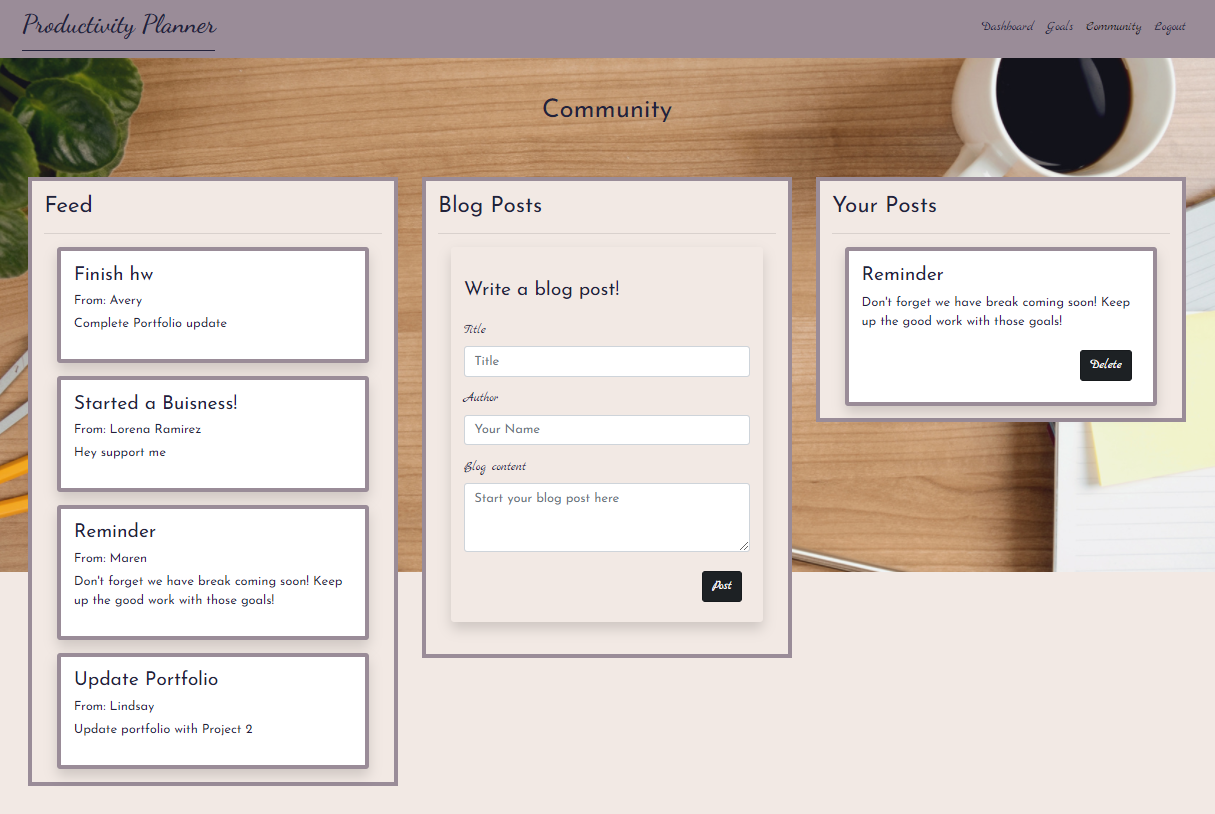 Productivity Planner
Dashboard Goals Community Logout
Community
Feed
Finish hw
From: Avery
Complete Portfolio update
Started a Buisness!
From: Lorena Ramirez
Hey support me
Reminder
From: Maren
Don't forget we have break coming soon! Keep
up the good work with those goals!
Update Portfolio
From: Lindsay
Update portfolio with Project 2
Blog Posts
Write a blog post!
Title
Title
Author
Your Name
Blog content
Start your blog post here
Post
Your Posts
Reminder
Don't forget we have break coming soon! Keep
up the good work with those goals!
Delete